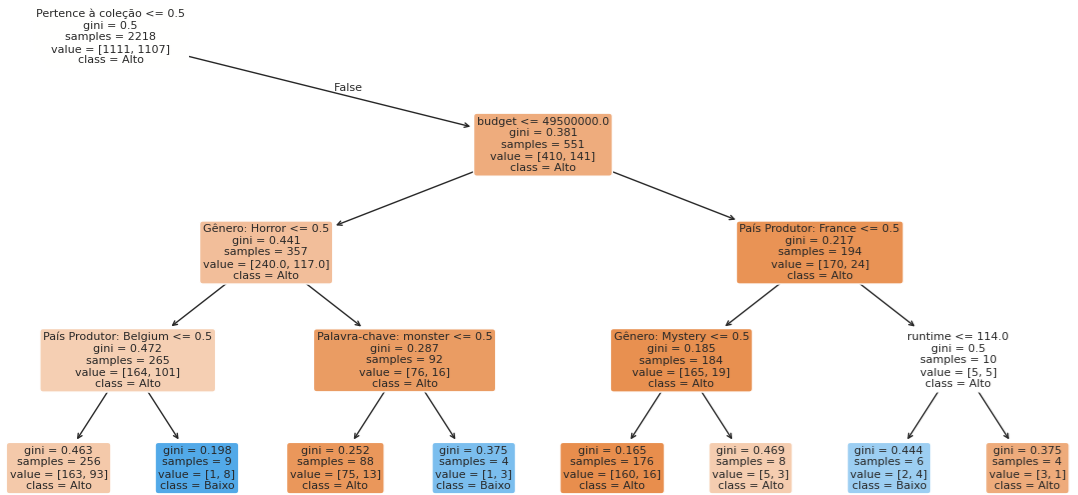 Pertence à coleção <= 0.5
gini = 0.5
samples = 2218
value = [1111, 1107]
class = Alto
False
budget <= 49500000.0
gini = 0.381
samples = 551
value = [410, 141]
class = Alto
Gênero: Horror <= 0.5
gini = 0.441
samples = 357
value = [240.0, 117.0]
class = Alto
País Produtor: France <= 0.5
gini = 0.217
samples = 194
value = [170, 24]
class = Alto
País Produtor: Belgium <= 0.5
gini = 0.472
samples = 265
value = [164, 101]
class = Alto
Palavra-chave: monster <= 0.5
gini = 0.287
samples = 92
value = [76, 16]
class = Alto
Gênero: Mystery <= 0.5
gini = 0.185
samples = 184
value = [165, 19]
class = Alto
runtime <= 114.0
gini = 0.5
samples = 10
value = [5, 5]
class = Alto
gini = 0.463
samples = 256
value = [163, 93]
class = Alto
gini = 0.198
samples = 9
value = [1, 8]
class = Baixo
gini = 0.252
samples = 88
value = [75, 13]
class = Alto
gini = 0.375
samples = 4
value = [1, 3]
class = Baixo
gini = 0.165
samples = 176
value = [160, 16]
class = Alto
gini = 0.469
samples = 8
value = [5, 3]
class = Alto
gini = 0.444
samples = 6
value = [2, 4]
class = Baixo
gini = 0.375
samples = 4
value = [3, 1]
class = Alto